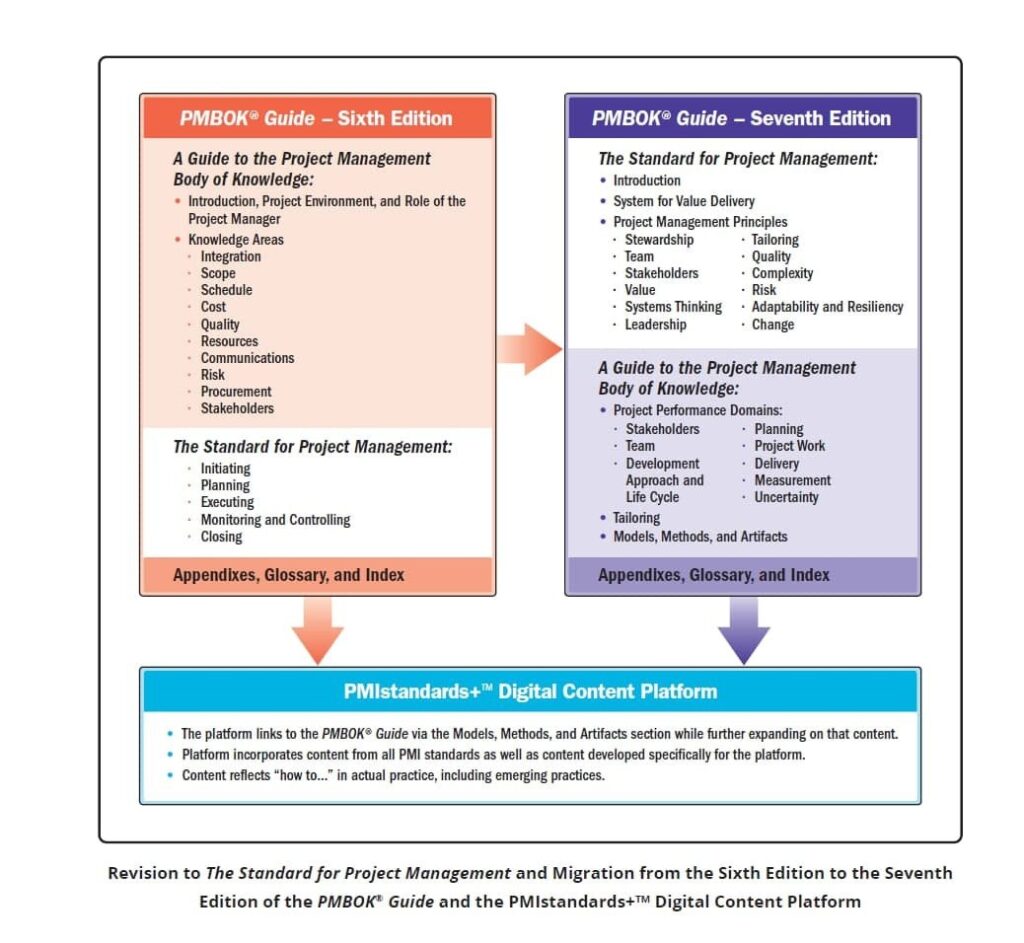 PMBOK® Guide – Sixth Edition
A Guide to the Project Management
Body of Knowledge:
• Introduction, Project Environment, and Role of the
Project Manager
• Knowledge Areas
· Integration
· Scope
· Schedule
· Cost
· Quality
· Resources
· Communications
· Risk
· Procurement
· Stakeholders
The Standard for Project Management:
· Initiating
· Planning
· Executing
· Monitoring and Controlling
· Closing
Appendixes, Glossary, and Index
PMBOK® Guide – Seventh Edition
The Standard for Project Management:
• Introduction
• System for Value Delivery
• Project Management Principles
· Stewardship
· Team
· Stakeholders
· Value
· Systems Thinking
· Leadership
· Tailoring
· Quality
· Complexity
· Risk
· Adaptability and Resiliency
· Change
A Guide to the Project Management
Body of Knowledge:
• Project Performance Domains:
· Stakeholders
· Team
· Development
Approach and
Life Cycle
· Planning
· Project Work
· Delivery
· Measurement
· Uncertainty
• Tailoring
• Models, Methods, and Artifacts
Appendixes, Glossary, and Index
PMIstandards+™ Digital Content Platform
• The platform links to the PMBOK® Guide via the Models, Methods, and Artifacts section while further expanding on that content.
• Platform incorporates content from all PMI standards as well as content developed specifically for the platform.
• Content reflects “how to...” in actual practice, including emerging practices.
Revision to The Standard for Project Management and Migration from the Sixth Edition to the Seventh
Edition of the PMBOK® Guide and the PMIstandards+™ Digital Content Platform